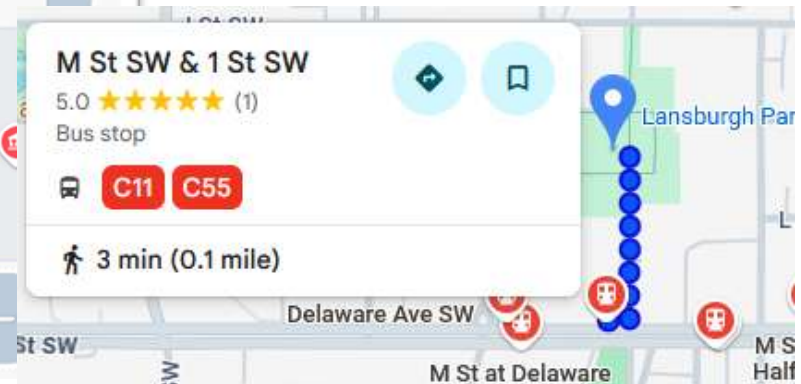 M St SW & 1 St SW
5.0 (1)
Bus stop
C11 C55
3 min (0.1 mile)
Lansburgh Par
L
Delaware Ave SW
St SW
SW
M St at Delaware
M S
Half